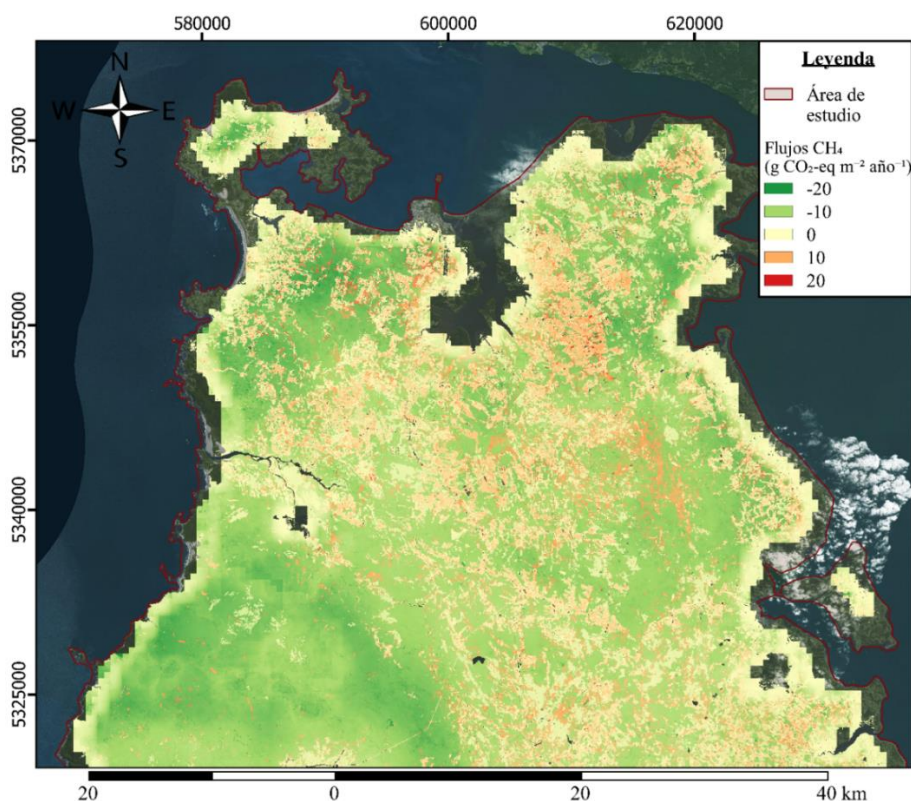 580000
600000
620000
N
W
E
S
5370000
5355000
5340000
5325000
Leyenda
Área de
estudio
Flujos CH₄
(g CO₂-eq m⁻² año⁻¹)
-20
-10
0
10
20
20
0
20
40 km